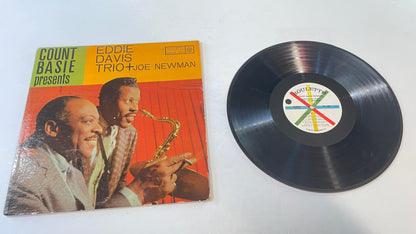 COUNT
BASIE
presents
EDDIE
DAVIS
TRIO+JOE NEWMAN
ROULETTE